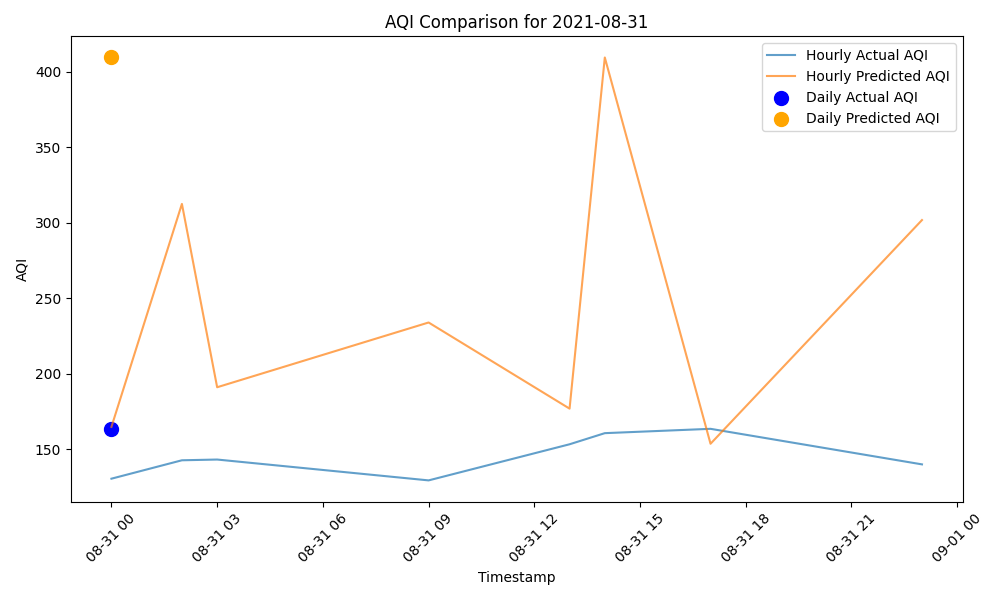 AQI Comparison for 2021-08-31
Hourly Actual AQI
Hourly Predicted AQI
Daily Actual AQI
Daily Predicted AQI
AQI
400
350
300
250
200
150
08-31 00
08-31 03
08-31 06
08-31 09
08-31 12
08-31 15
08-31 18
08-31 21
09-01 00
Timestamp